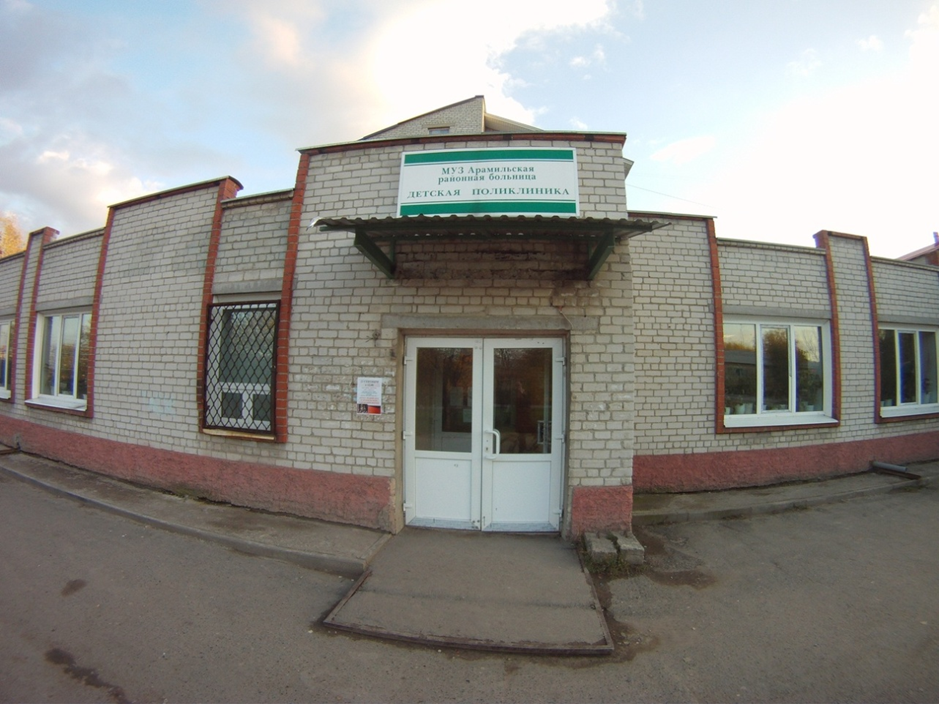 МУЗ Арамильская
районная больница
ДЕТСКАЯ ПОЛИКЛИНИКА